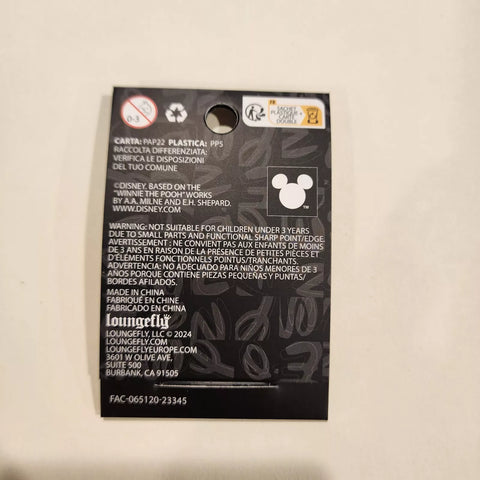 0-3
FR
SACHET
PLASTIQUE +
CARTE
DOUBLE
CARTA: PAP22 PLASTICA: PP5
RACCOLTA DIFFERENZIATA:
VERIFICA LE DISPOSIZIONI
DEL TUO COMUNE
©DISNEY, BASED ON THE
"WINNIE THE POOH" WORKS
BY A.A. MILNE AND E.H. SHEPARD.
WWW.DISNEY.COM
TM
WARNING: NOT SUITABLE FOR CHILDREN UNDER 3 YEARS
DUE TO SMALL PARTS AND FUNCTIONAL SHARP POINT/EDGE.
AVERTISSEMENT : NE CONVIENT PAS AUX ENFANTS DE MOINS
DE 3 ANS EN RAISON DE LA PRÉSENCE DE PETITES PIÈCES ET
D'ÉLÉMENTS FONCTIONNELS POINTUS/TRANCHANTS.
ADVERTENCIA: NO ADECUADO PARA NIÑOS MENORES DE 3
AÑOS PORQUE CONTIENE PIEZAS PEQUEÑAS Y PUNTAS/
BORDES AFILADOS.
MADE IN CHINA
FABRIQUÉ EN CHINE
FABRICADO EN CHINA
loungefly
LOUNGEFLY, LLC © 2024
LOUNGEFLY.COM
LOUNGEFLYEUROPE.COM
3601 W OLIVE AVE,
SUITE 500
BURBANK, CA 91505
FAC-065120-23345